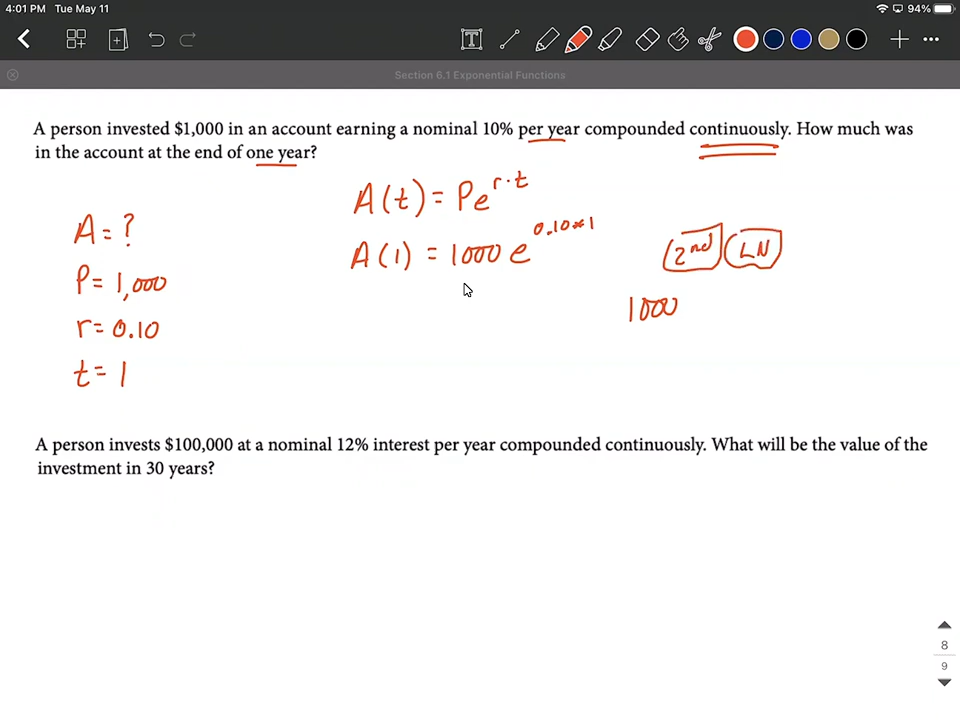 4:01 PM Tue May 11 94%
Section 6.1 Exponential Functions
A person invested $1,000 in an account earning a nominal 10% per year compounded continuously. How much was
in the account at the end of one year?
A(t) = Pe^{r·t}
A = ?
A(1) = 1000 e^{0.10*1}
2nd LN
P = 1,000
1000
r = 0.10
t = 1
A person invests $100,000 at a nominal 12% interest per year compounded continuously. What will be the value of the
investment in 30 years?
8
9